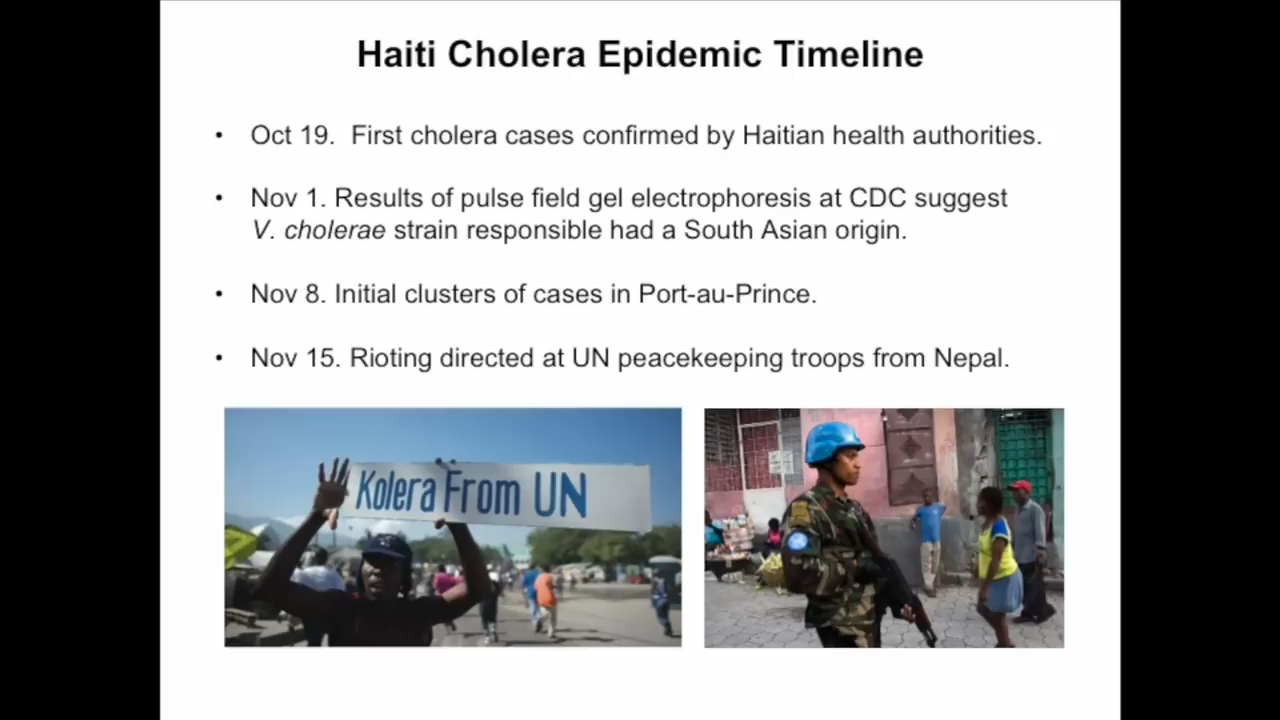 Haiti Cholera Epidemic Timeline
• Oct 19.  First cholera cases confirmed by Haitian health authorities.
• Nov 1. Results of pulse field gel electrophoresis at CDC suggest
V. cholerae strain responsible had a South Asian origin.
• Nov 8. Initial clusters of cases in Port-au-Prince.
• Nov 15. Rioting directed at UN peacekeeping troops from Nepal.
Kolera From UN